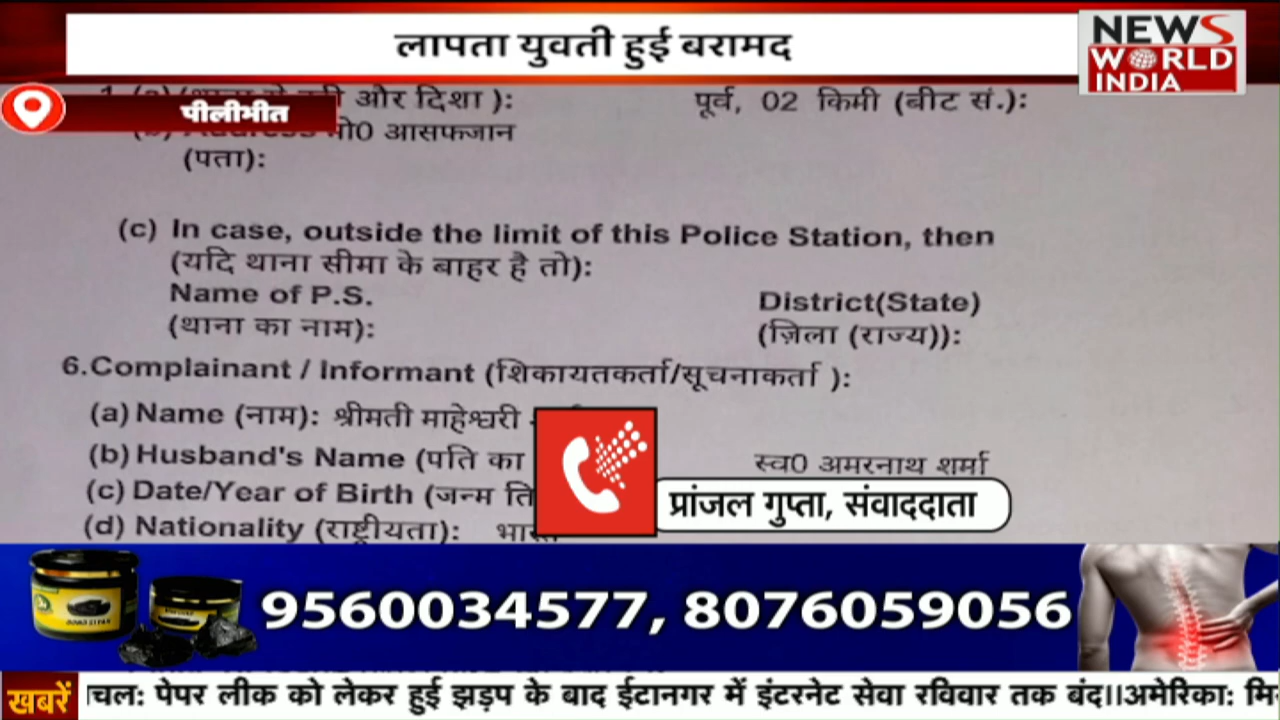 लापता युवती हुई बरामद
NEWS
WORLD
INDIA
पीलीभीत
और दिशा ):
पूर्व, 02 किमी (बीट सं.):
आसफजान
(पता):
(c) In case, outside the limit of this Police Station, then
(यदि थाना सीमा के बाहर है तो):
Name of P.S.
District(State)
(थाना का नाम):
(ज़िला (राज्य)):
6.Complainant / Informant (शिकायतकर्ता/सूचनाकर्ता ):
(a) Name (नाम): श्रीमती माहेश्वरी
(b) Husband's Name (पति का
स्व0 अमरनाथ शर्मा
(c) Date/Year of Birth (जन्म
(d) Nationality (राष्ट्रीयता):
प्रांजल गुप्ता, संवाददाता
9560034577, 8076059056
खबरें
चल: पेपर लीक को लेकर हुई झड़प के बाद ईटानगर में इंटरनेट सेवा रविवार तक बंद।।अमेरिका: